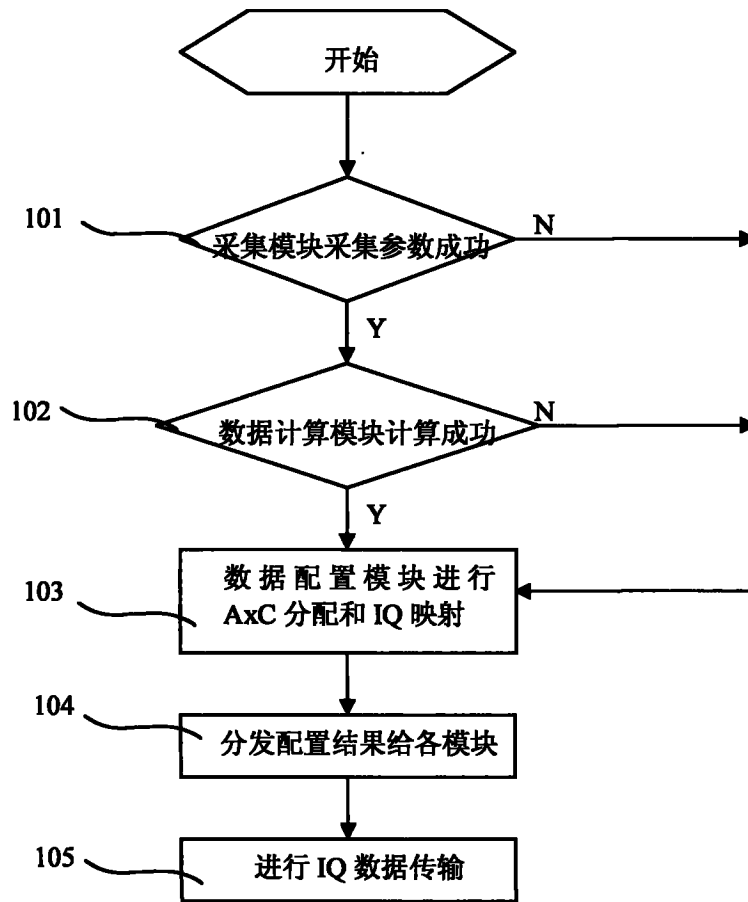 开始
101
采集模块采集参数成功
N
Y
102
数据计算模块计算成功
N
Y
103
数据配置模块进行
AxC 分配和 IQ 映射
104
分发配置结果给各模块
105
进行 IQ 数据传输